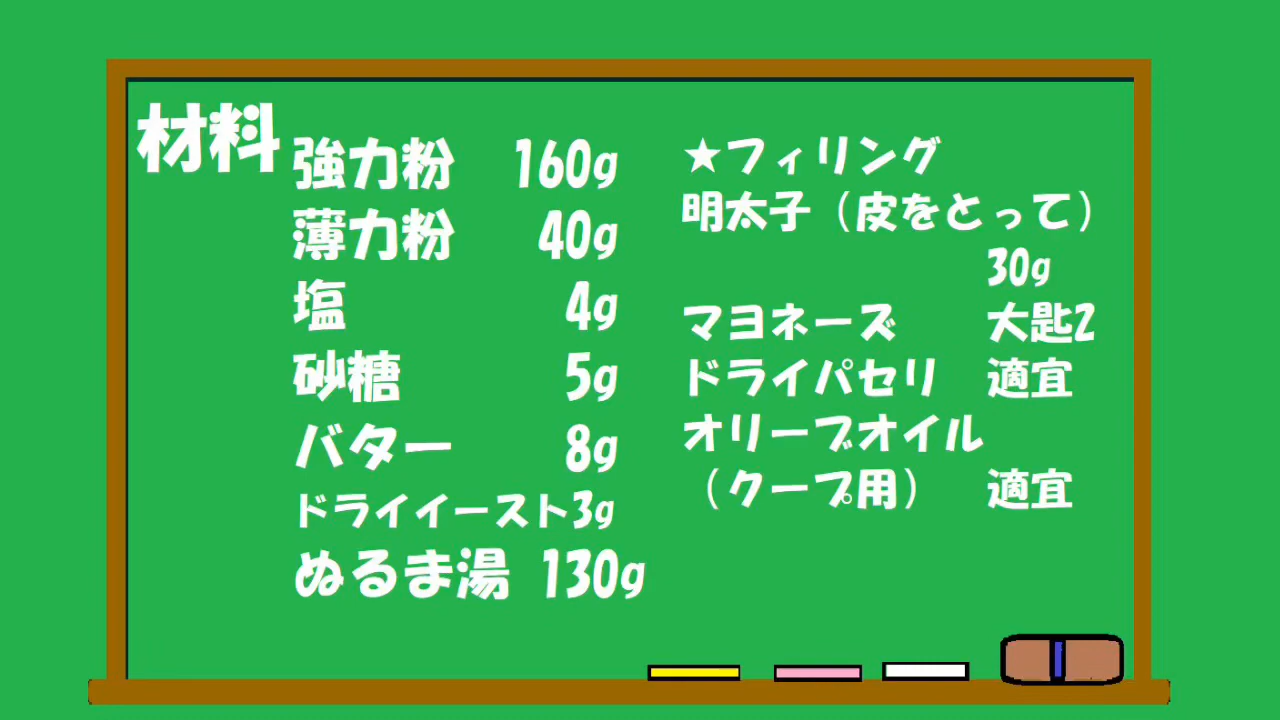 材料
強力粉 160g
薄力粉 40g
塩 4g
砂糖 5g
バター 8g
ドライイースト3g
ぬるま湯 130g
★フィリング
明太子（皮をとって）
30g
マヨネーズ 大匙2
ドライパセリ 適宜
オリーブオイル
（クープ用） 適宜